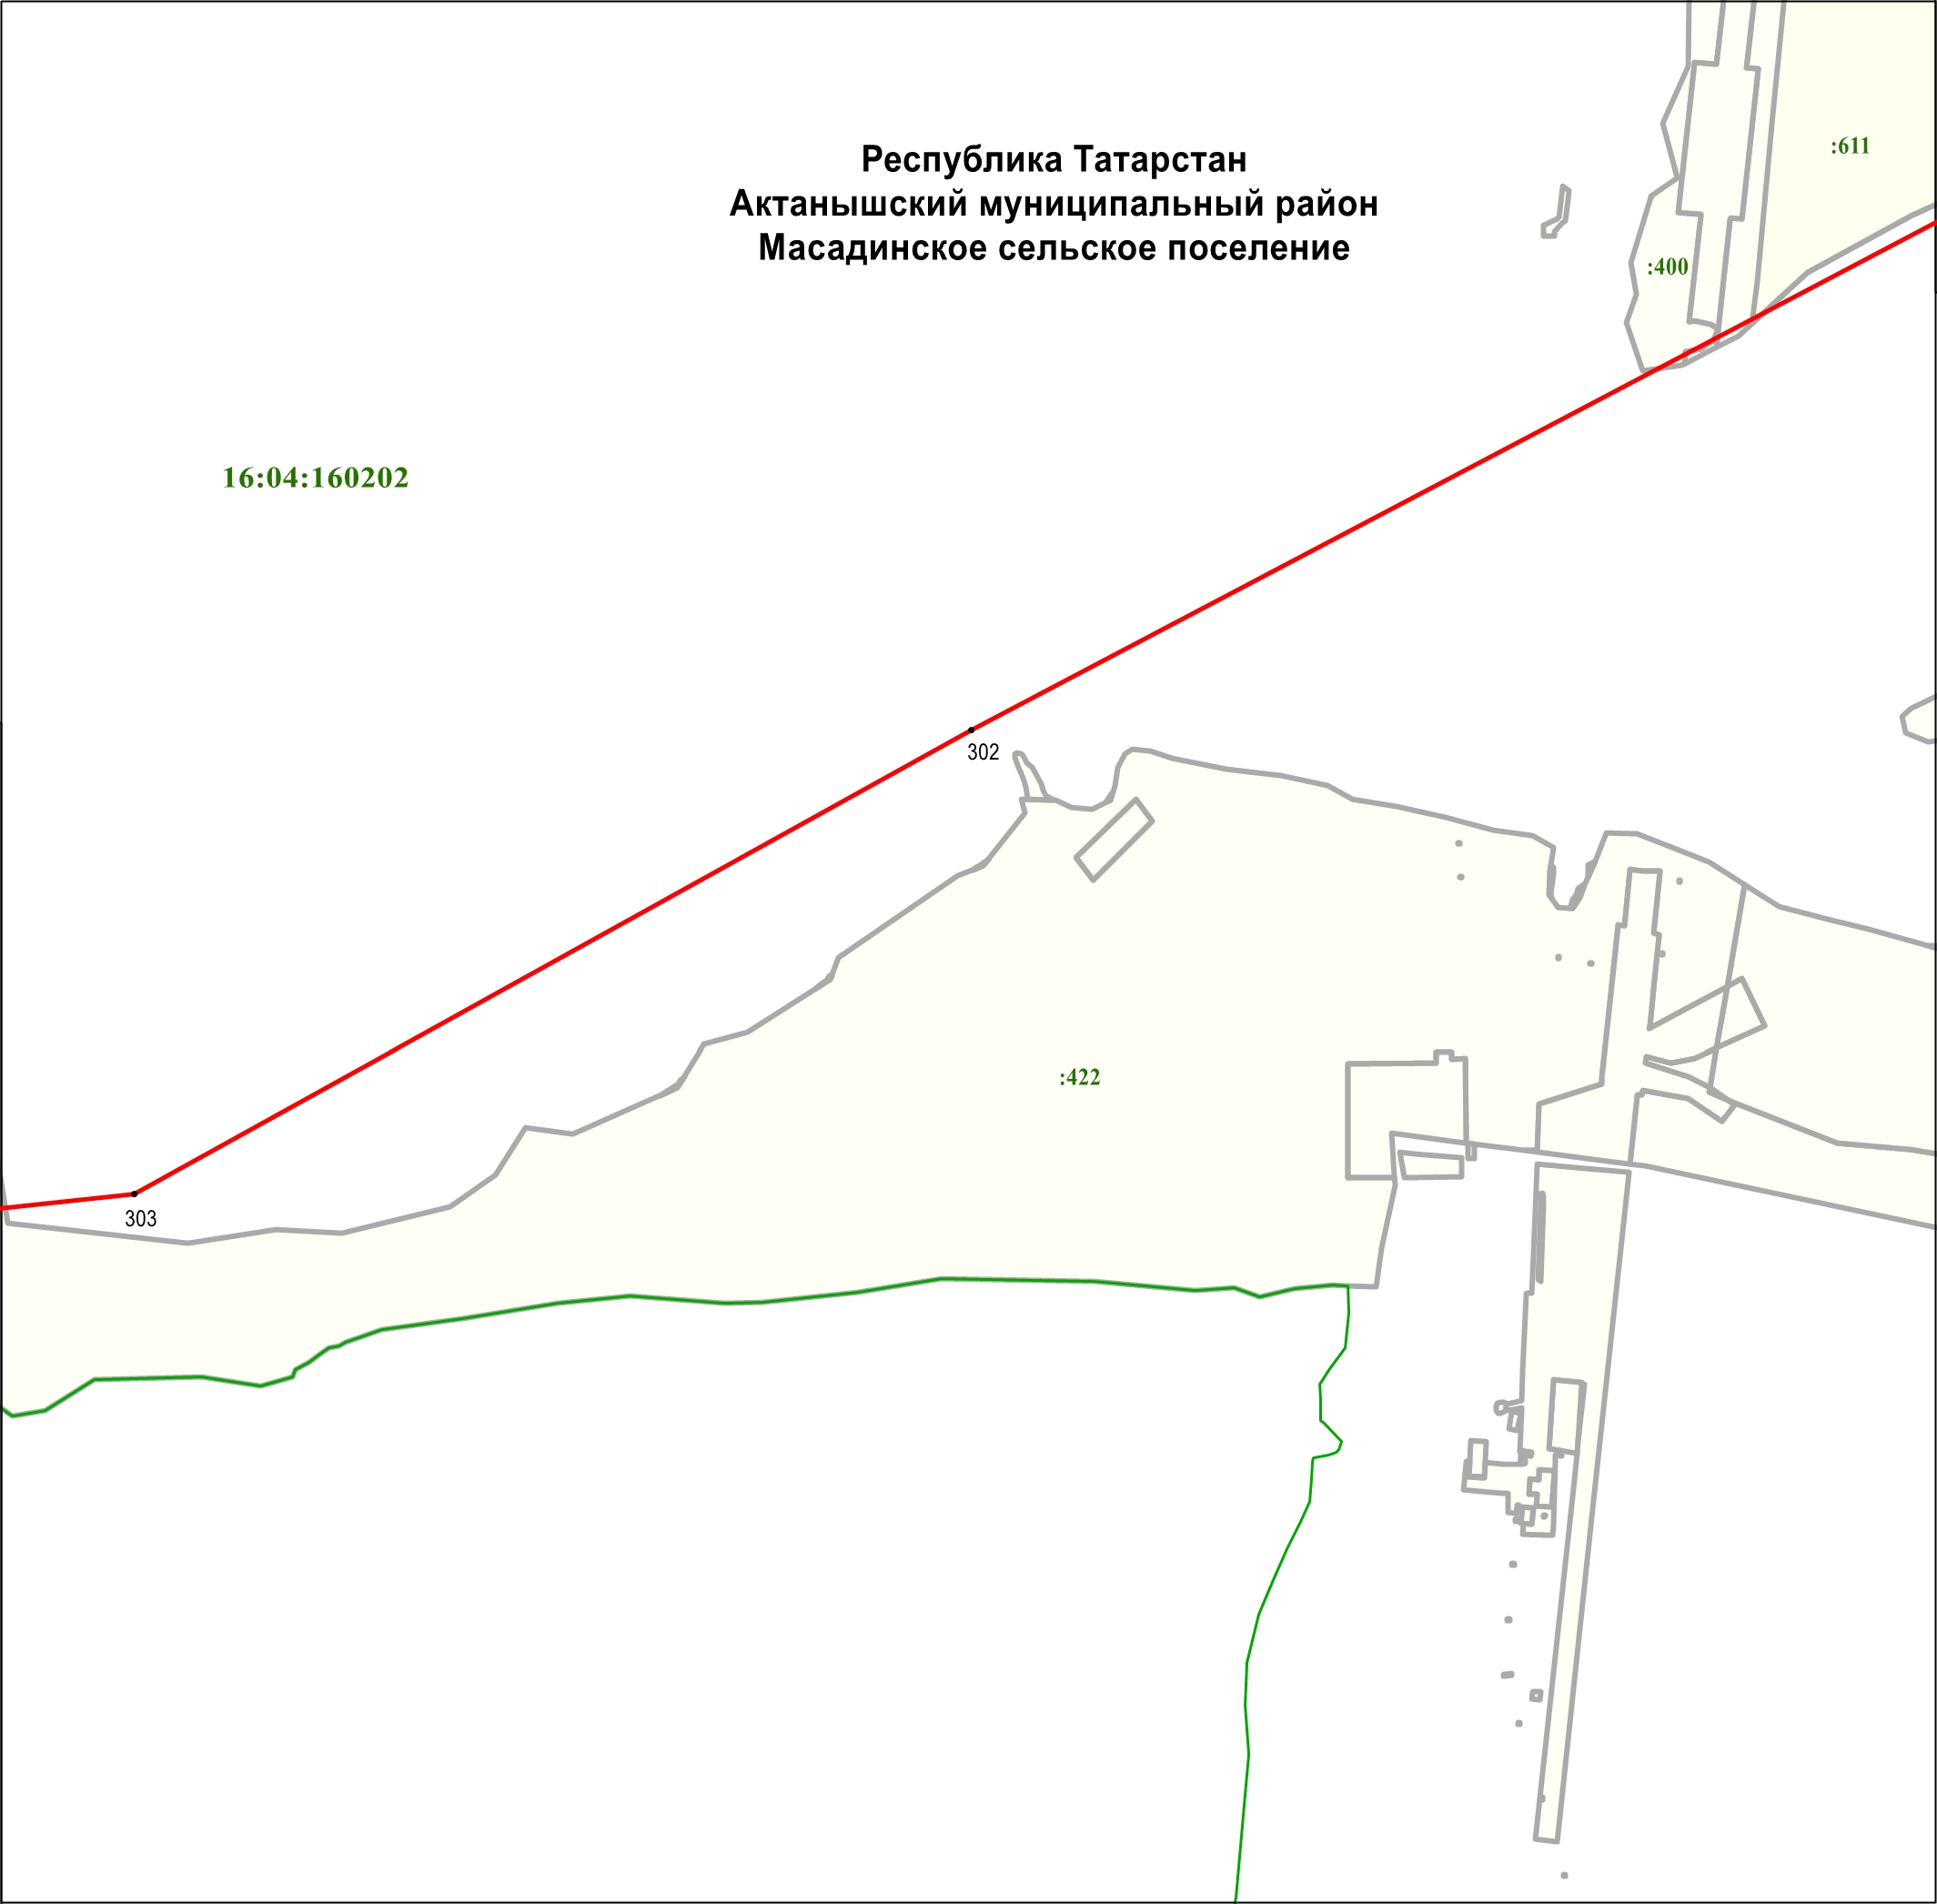 Республика Татарстан
Актанышский муниципальный район
Масадинское сельское поселение
:611
:400
16:04:160202
302
:422
303